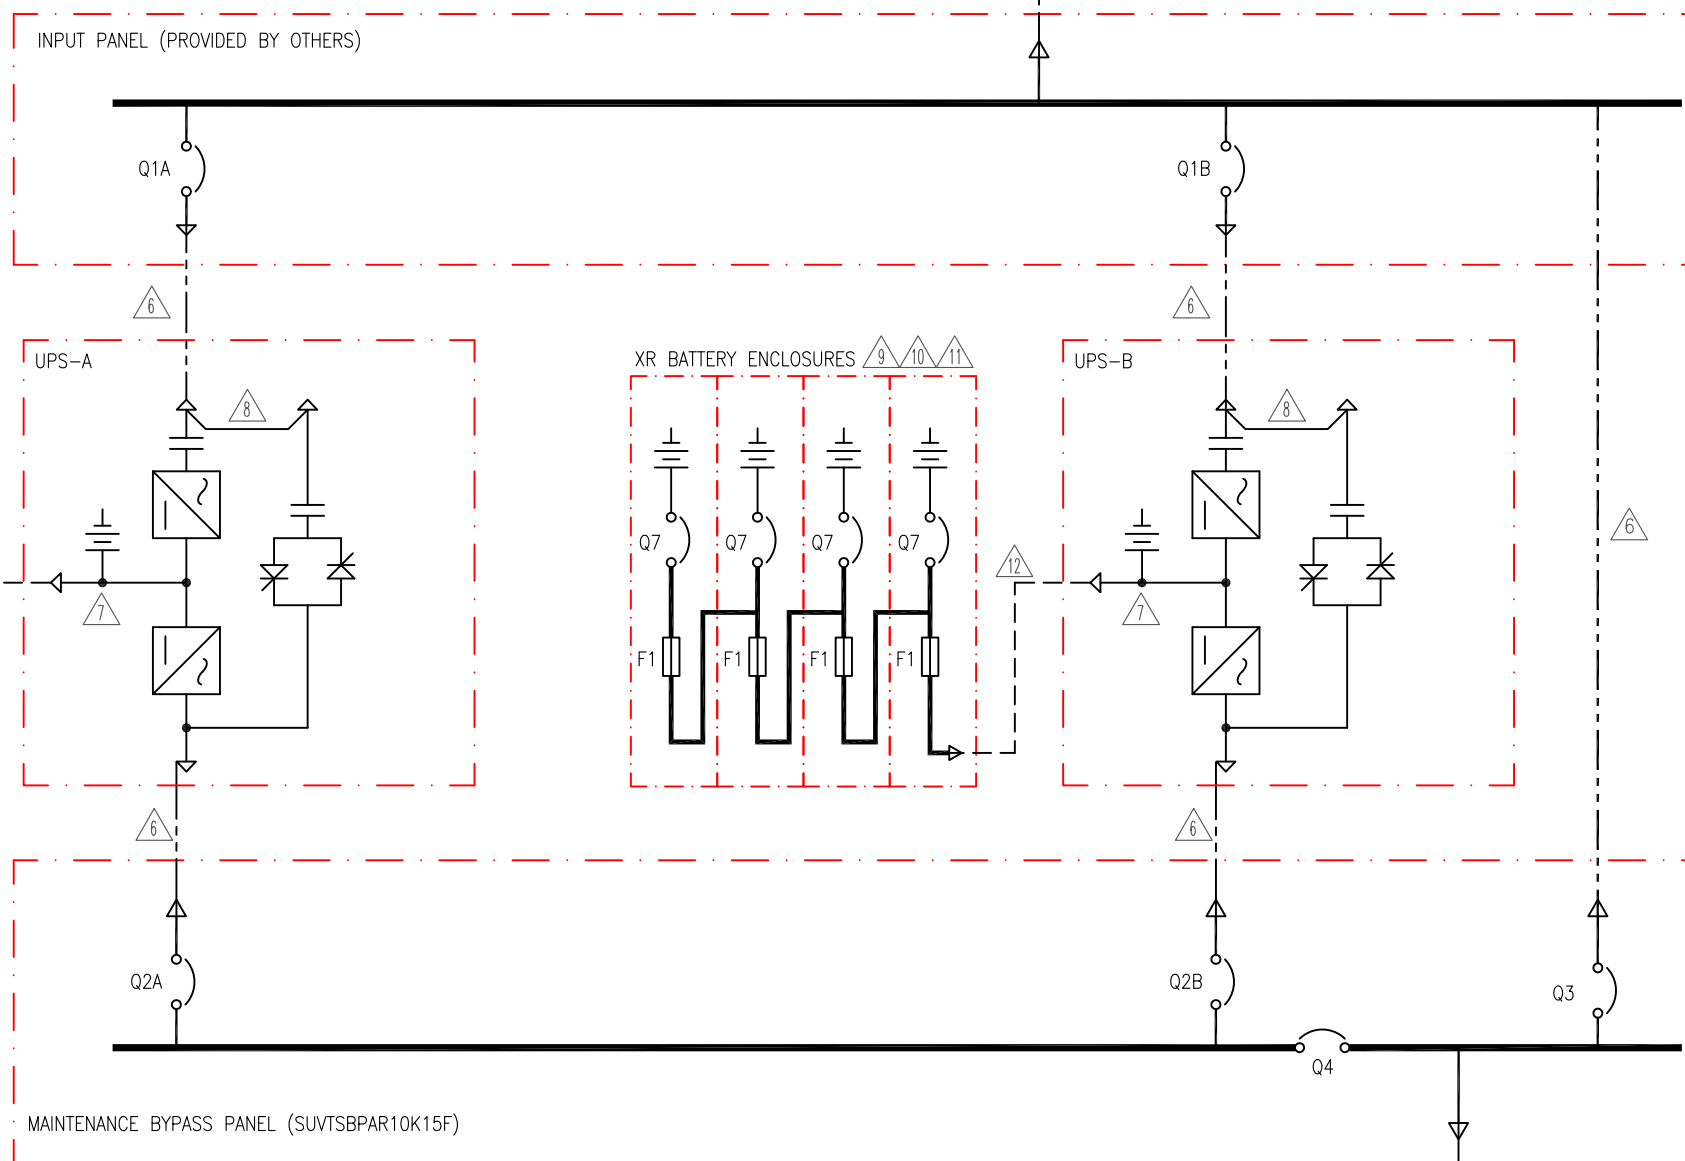 INPUT PANEL (PROVIDED BY OTHERS)
Q1A
Q1B
6
6
UPS-A
XR BATTERY ENCLOSURES 9 10 11
UPS-B
8
8
6
Q7
Q7
Q7
Q7
12
7
7
F1
F1
F1
F1
6
6
Q2A
Q2B
Q3
Q4
MAINTENANCE BYPASS PANEL (SUVTSBPAR10K15F)